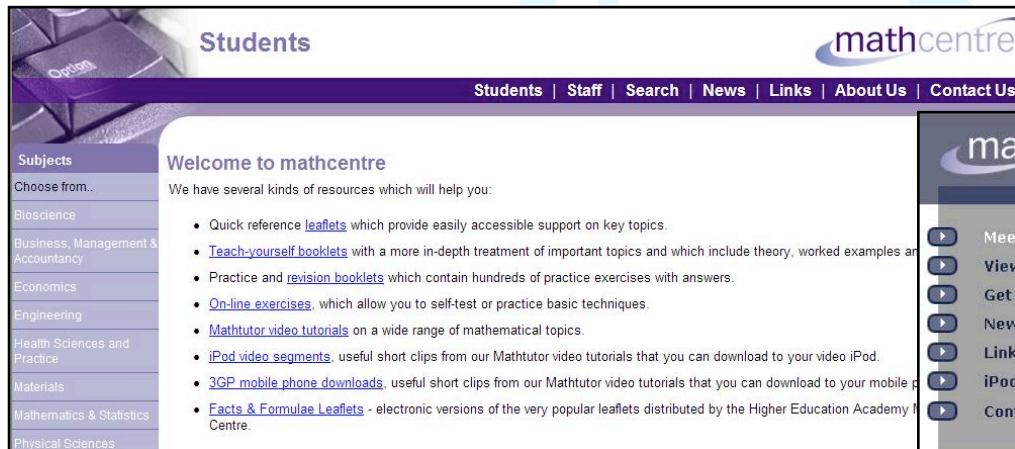 Option
Students
mathcentre
Students | Staff | Search | News | Links | About Us | Contact Us
Subjects
Choose from..
Bioscience
Business, Management &
Accountancy
Economics
Engineering
Health Sciences and
Practice
Materials
Mathematics & Statistics
Physical Sciences
Welcome to mathcentre
We have several kinds of resources which will help you:
• Quick reference leaflets which provide easily accessible support on key topics.
• Teach-yourself booklets with a more in-depth treatment of important topics and which include theory, worked examples
• Practice and revision booklets which contain hundreds of practice exercises with answers.
• On-line exercises, which allow you to self-test or practice basic techniques.
• Mathtutor video tutorials on a wide range of mathematical topics.
• iPod video segments, useful short clips from our Mathtutor video tutorials that you can download to your video iPod.
• 3GP mobile phone downloads, useful short clips from our Mathtutor video tutorials that you can download to your mobile
• Facts & Formulae Leaflets - electronic versions of the very popular leaflets distributed by the Higher Education Academy
Centre.
ma
Mee
View
Get
New
Link
iPod
Con